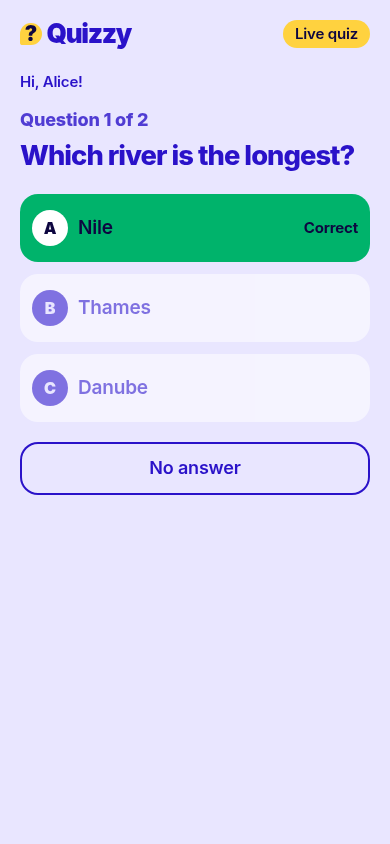 ? Quizzy
Live quiz
Hi, Alice!
Question 1 of 2
Which river is the longest?
A Nile Correct
B Thames
C Danube
No answer